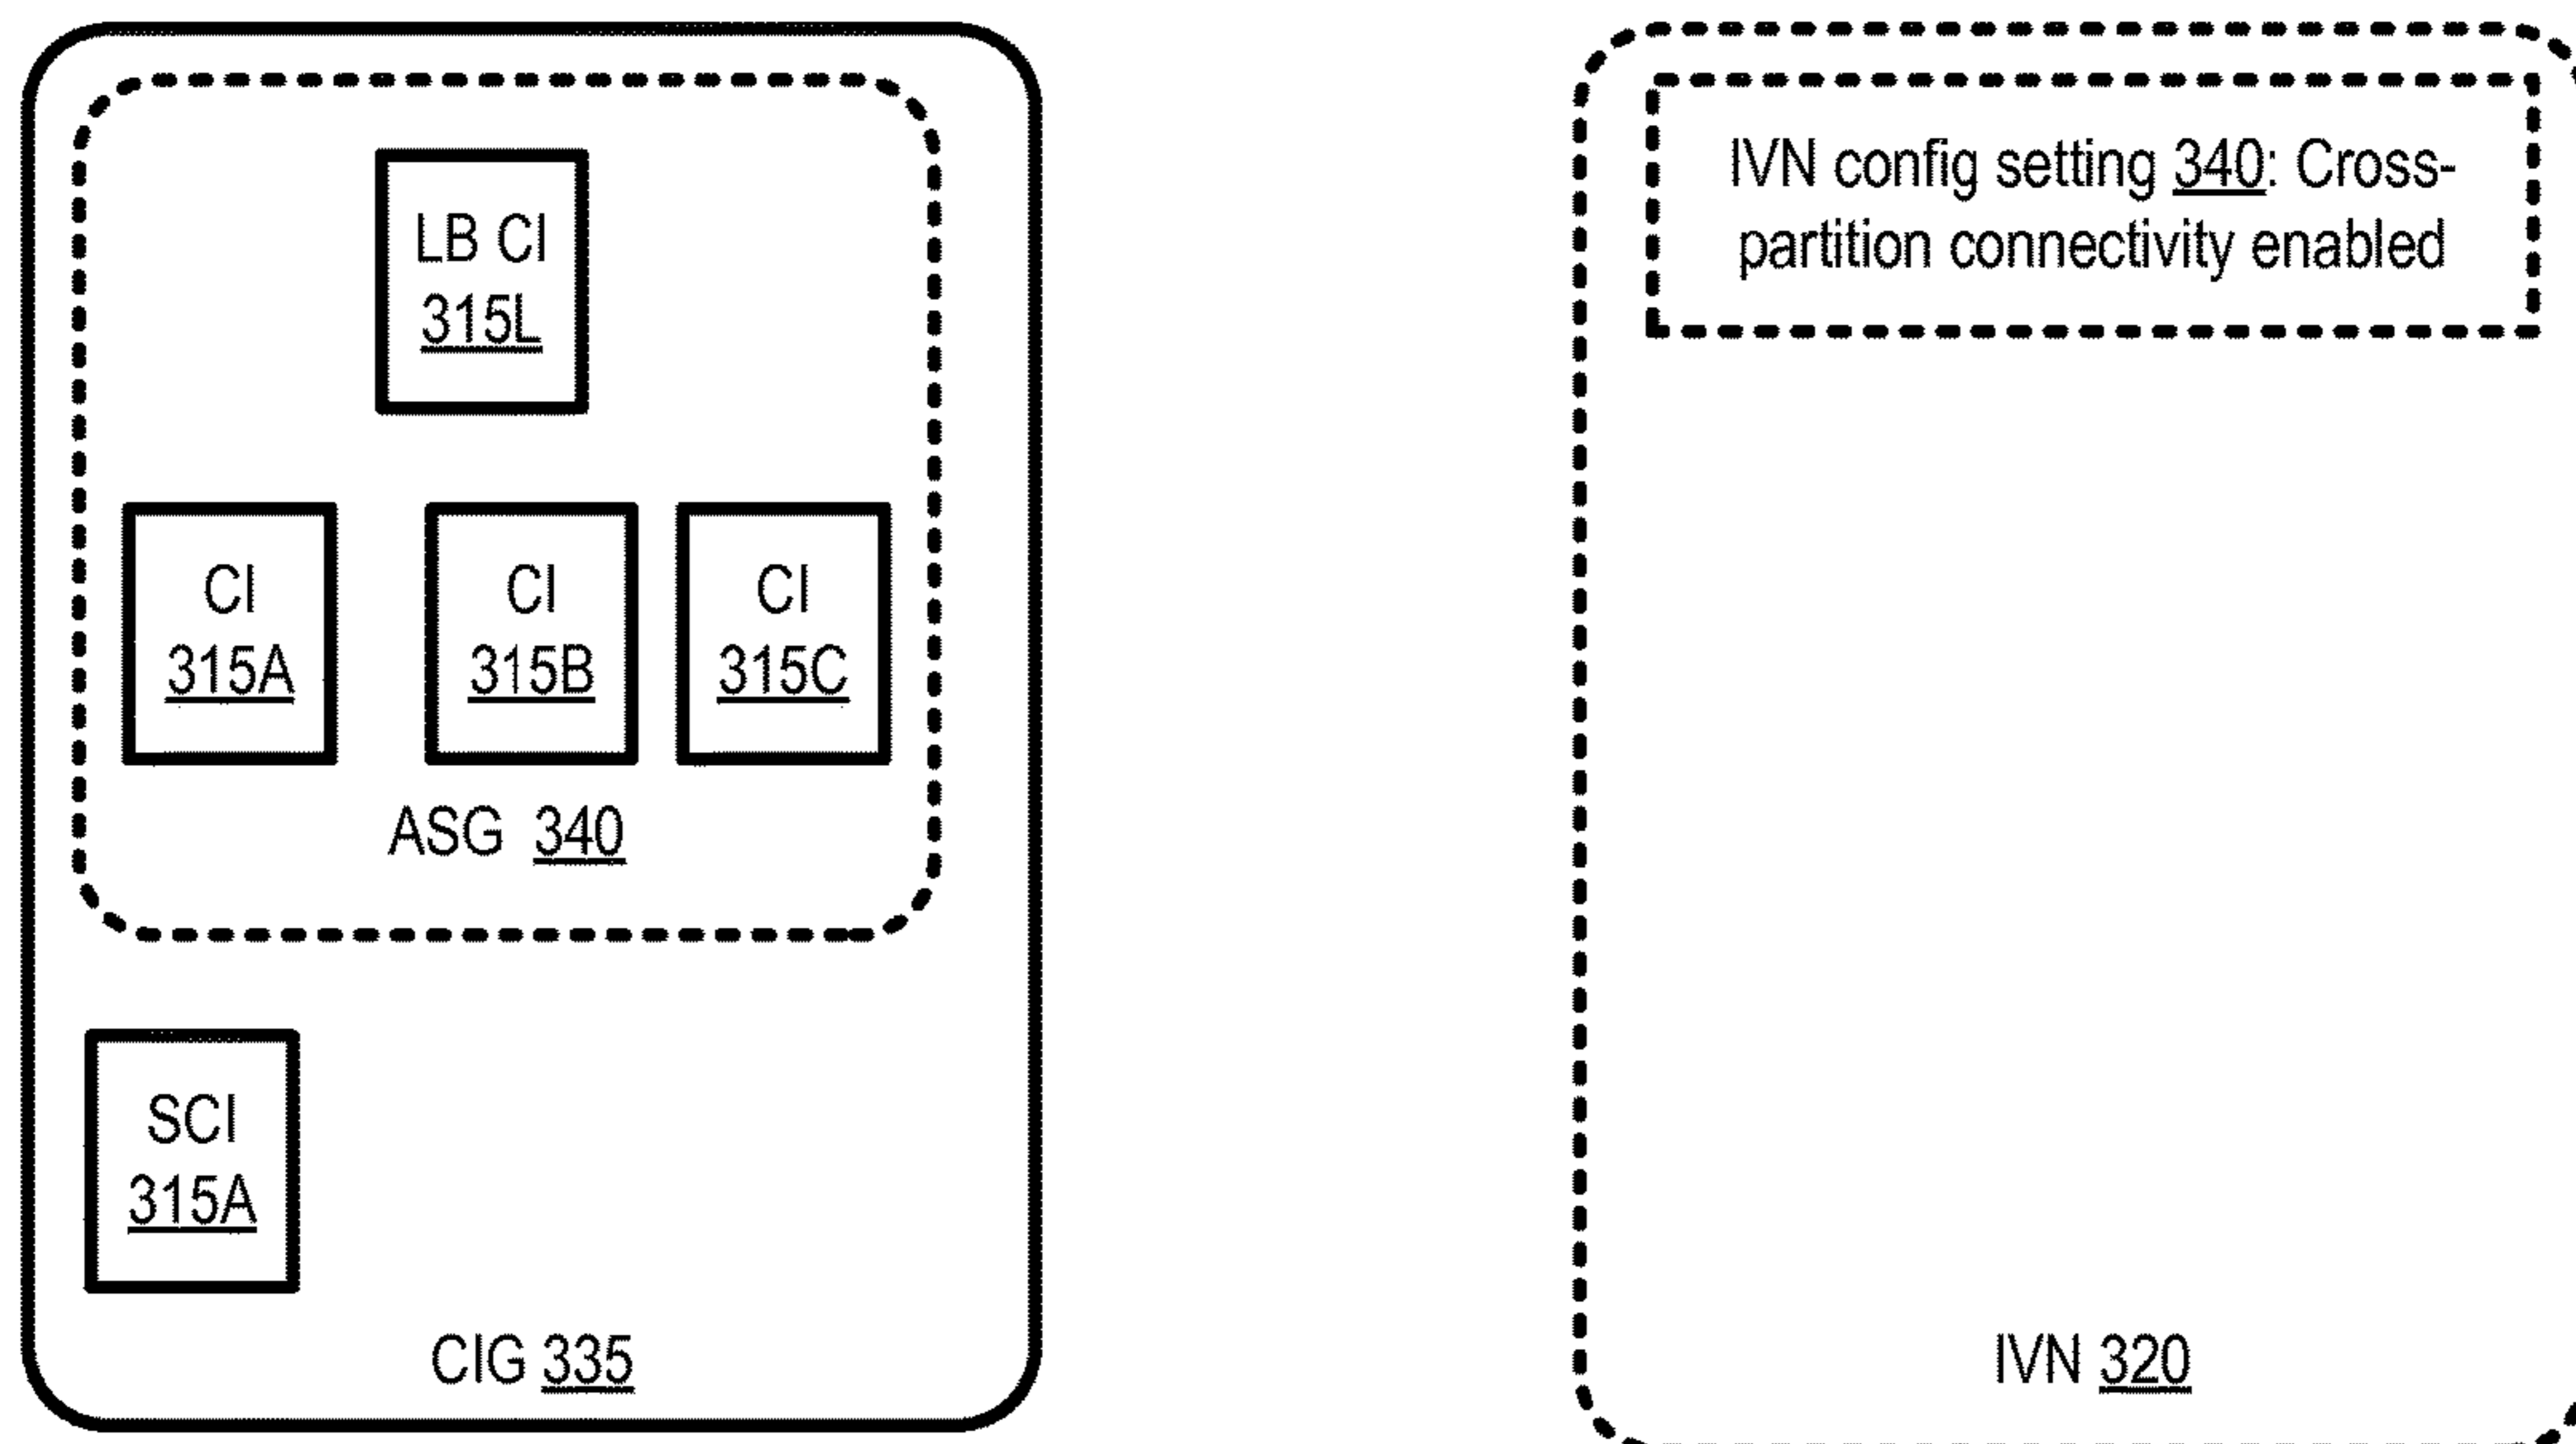 LB CI
315L
CI
315A
CI
315B
CI
315C
ASG 340
SCI
315A
CIG 335
IVN config setting 340: Cross-
partition connectivity enabled
IVN 320